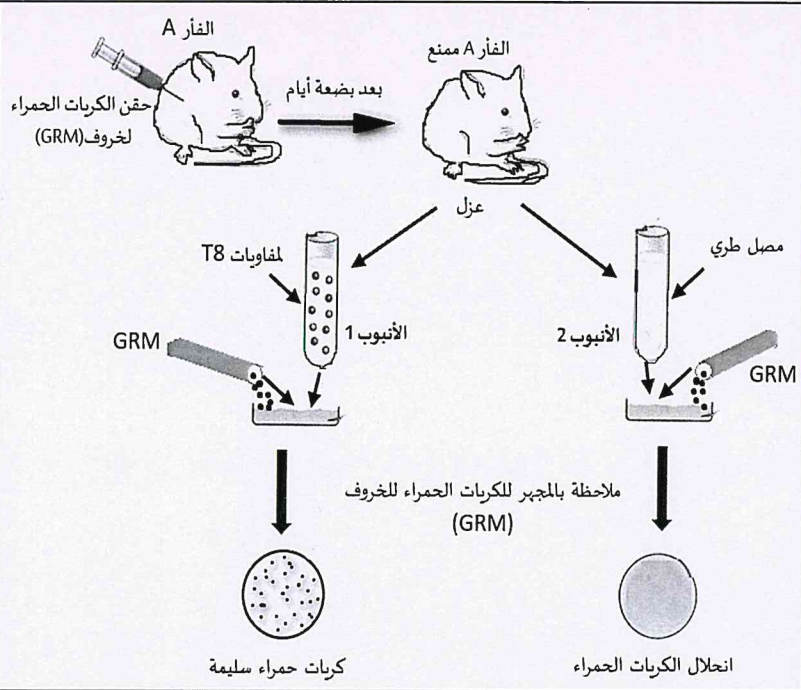 الفأر A
حقن الكريات الحمراء
لخروف(GRM)
بعد بضعة أيام
الفأر A ممنع
عزل
لمفاويات T8
الأنبوب 1
GRM
مصل طري
الأنبوب 2
GRM
ملاحظة بالمجهر للكريات الحمراء للخروف
(GRM)
كريات حمراء سليمة
انحلال الكريات الحمراء